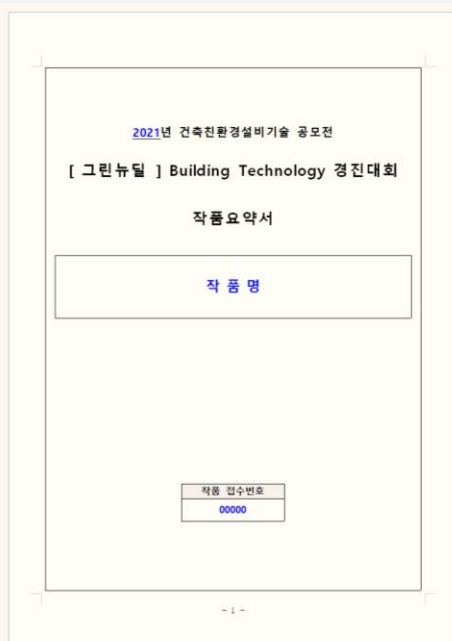 2021년 건축친환경설비기술 공모전
[ 그린뉴딜 ] Building Technology 경진대회
작품요약서
작 품 명
작품 접수번호
00000
- 1 -